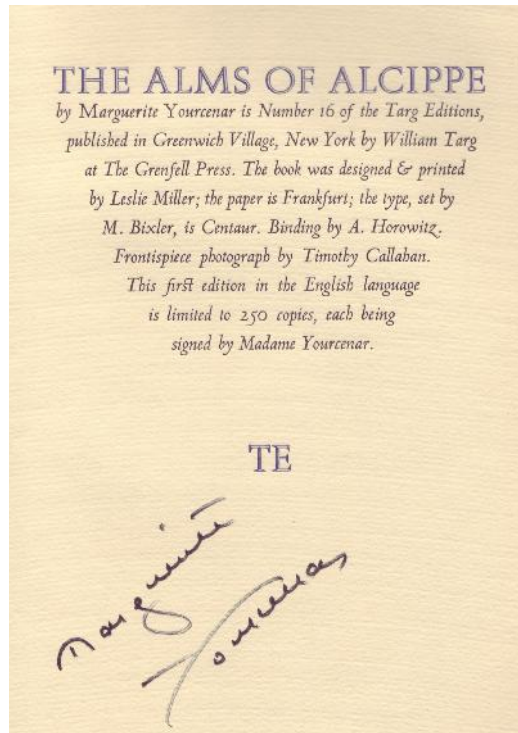 THE ALMS OF ALCIPPE
by Marguerite Yourcenar is Number 16 of the Targ Editions,
published in Greenwich Village, New York by William Targ
at The Grenfell Press. The book was designed & printed
by Leslie Miller; the paper is Frankfurt; the type, set by
M. Bixler, is Centaur. Binding by A. Horowitz.
Frontispiece photograph by Timothy Callahan.
This first edition in the English language
is limited to 250 copies, each being
signed by Madame Yourcenar.
TE
Marguerite
Yourcenar